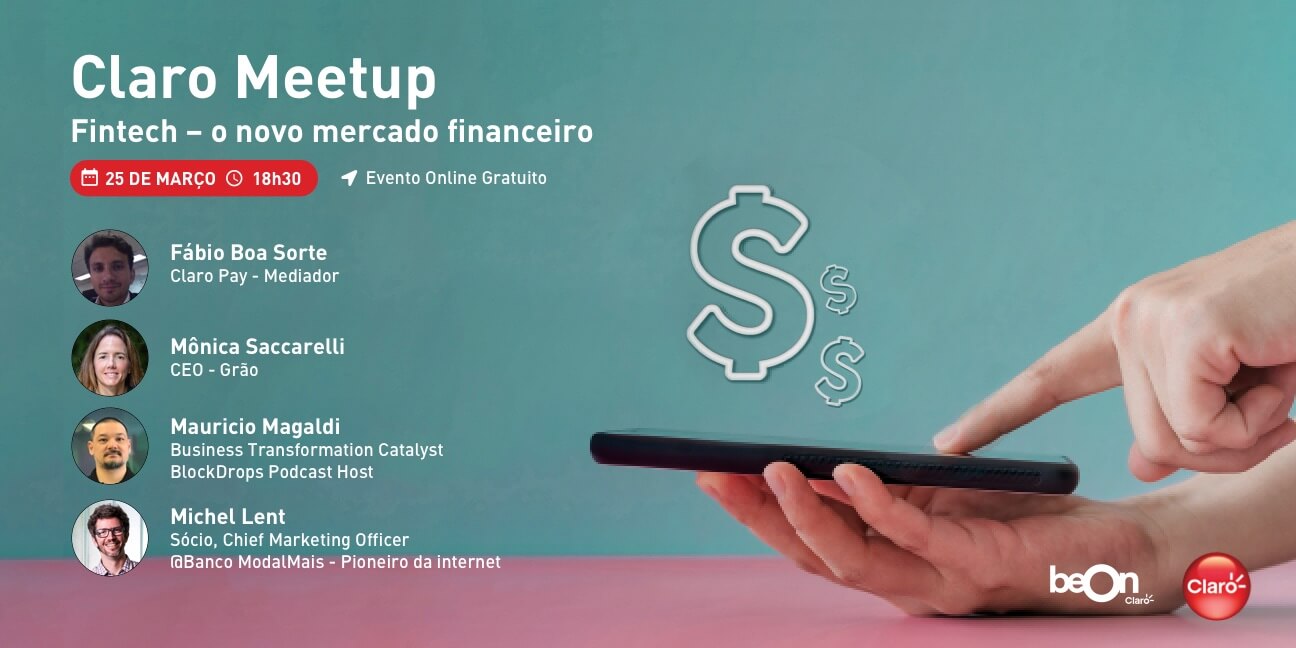 Claro Meetup
Fintech – o novo mercado financeiro
25 DE MARÇO 18h30 Evento Online Gratuito
Fábio Boa Sorte
Claro Pay - Mediador
Mônica Saccarelli
CEO - Grão
Mauricio Magaldi
Business Transformation Catalyst
BlockDrops Podcast Host
Michel Lent
Sócio, Chief Marketing Officer
@Banco ModalMais - Pioneiro da internet
$
$
$
beOn
Claro
Claro